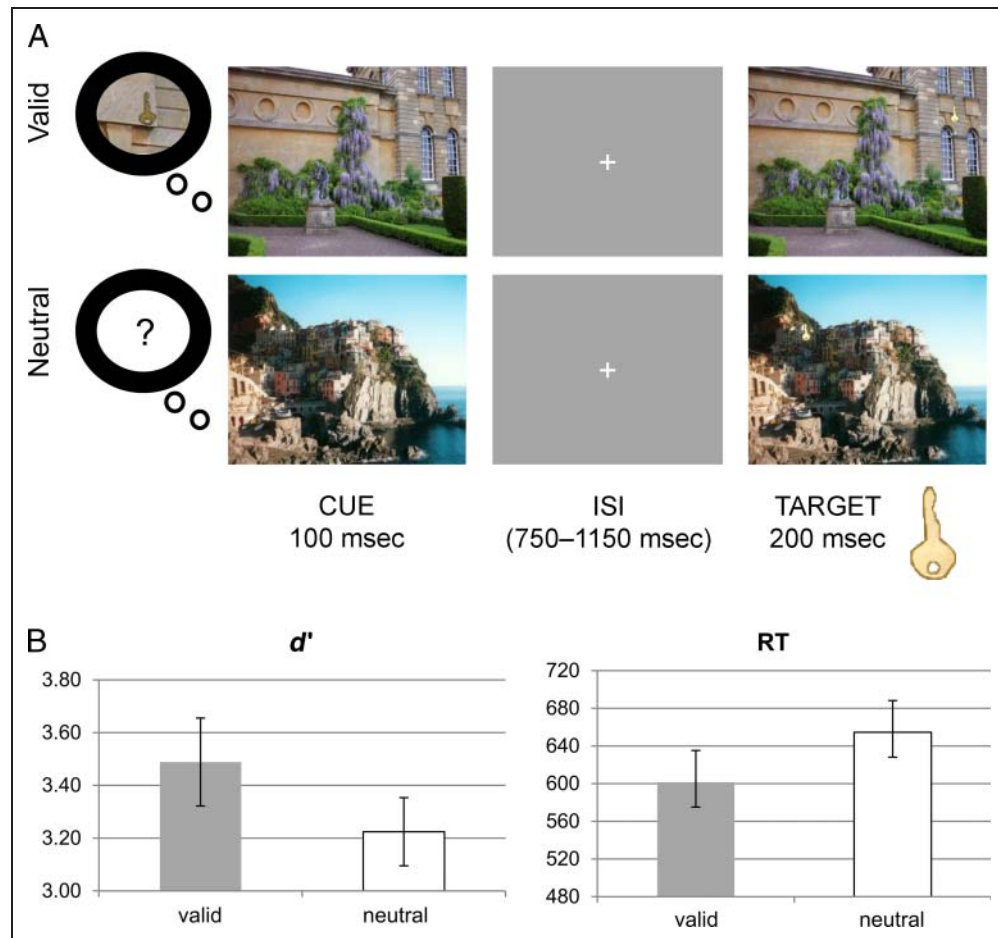 A
Valid
Neutral
?
CUE
100 msec
ISI
(750–1150 msec)
TARGET
200 msec
B
d'
3.80
3.60
3.40
3.20
3.00
valid
neutral
RT
720
680
640
600
560
520
480
valid
neutral